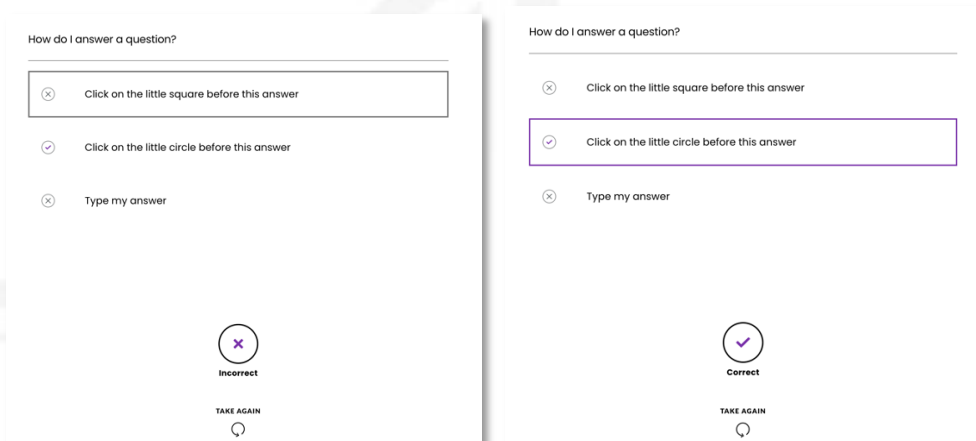 How do I answer a question?
Click on the little square before this answer
Click on the little circle before this answer
Type my answer
Incorrect
TAKE AGAIN
How do I answer a question?
Click on the little square before this answer
Click on the little circle before this answer
Type my answer
Correct
TAKE AGAIN